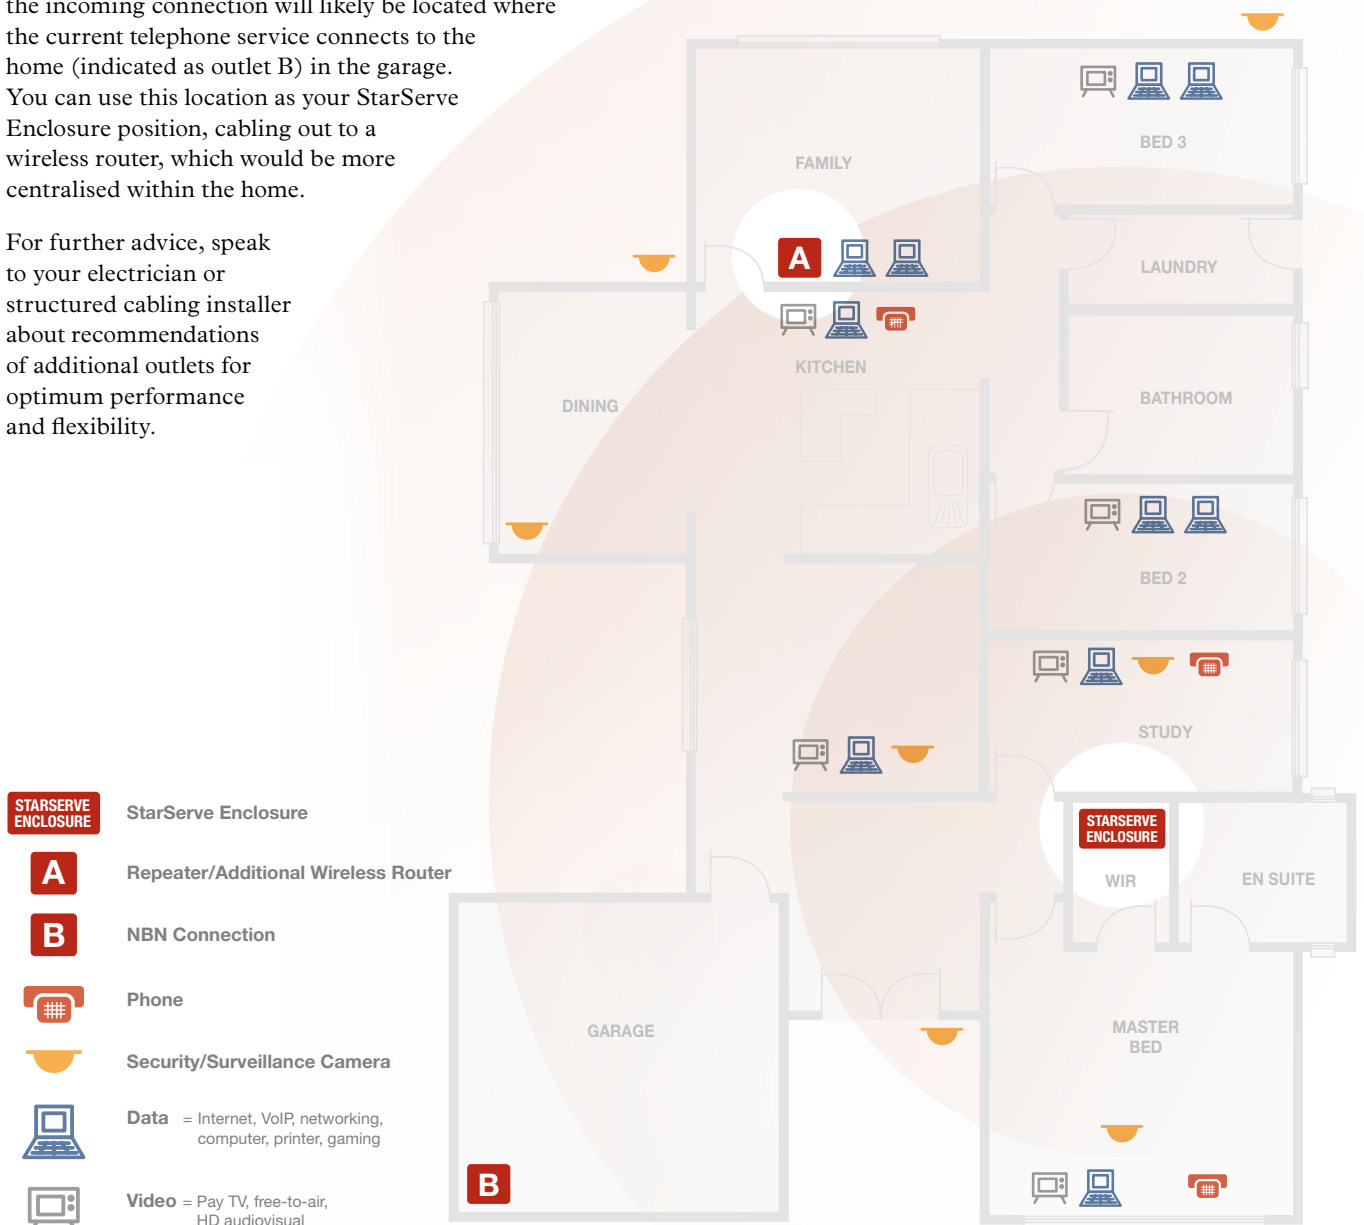 the incoming connection will likely be located where
the current telephone service connects to the
home (indicated as outlet B) in the garage.
You can use this location as your StarServe
Enclosure position, cabling out to a
wireless router, which would be more
centralised within the home.
For further advice, speak
to your electrician or
structured cabling installer
about recommendations
of additional outlets for
optimum performance
and flexibility.
FAMILY
BED 3
A
LAUNDRY
KITCHEN
DINING
BATHROOM
BED 2
STUDY
STARSERVE
ENCLOSURE
WIR
EN SUITE
GARAGE
MASTER
BED
B
STARSERVE
ENCLOSURE
StarServe Enclosure
A
Repeater/Additional Wireless Router
B
NBN Connection
Phone
Security/Surveillance Camera
Data = Internet, VoIP, networking,
computer, printer, gaming
Video = Pay TV, free-to-air,
HD audiovisual